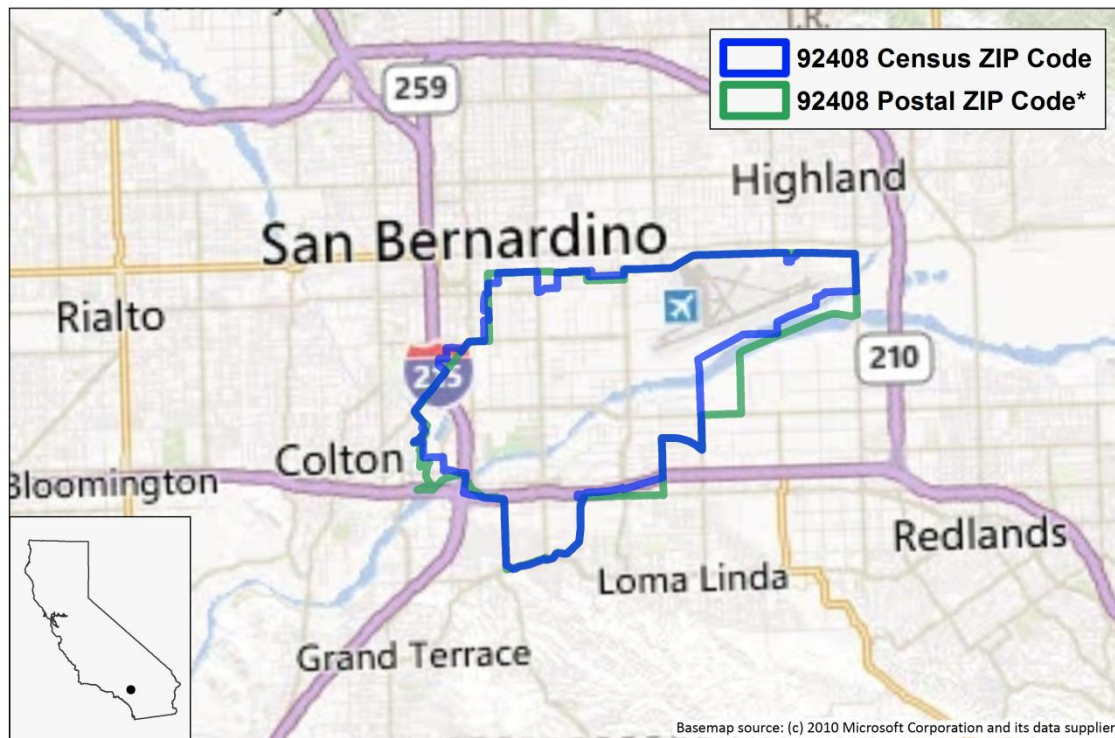 I.R.
259
92408 Census ZIP Code
92408 Postal ZIP Code*
Highland
San Bernardino
Rialto
210
Colton
Bloomington
Redlands
Loma Linda
Grand Terrace
Basemap source: (c) 2010 Microsoft Corporation and its data supplier